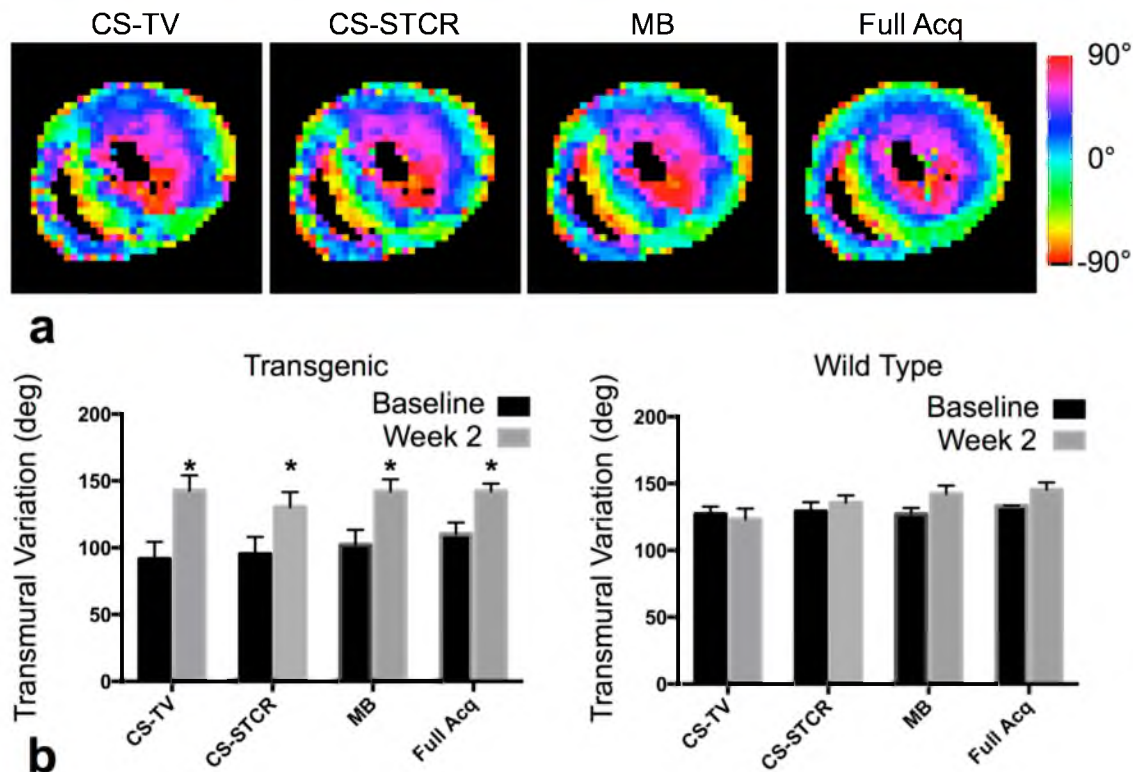 CS-TV CS-STCR MB Full Acq
90°
0°
-90°
a
Transgenic
Transmural Variation (deg)
Baseline
Week 2
200
150
100
50
0
* * * *
CS-TV CS-STCR MB Full Acq
Wild Type
Transmural Variation (deg)
Baseline
Week 2
200
150
100
50
0
CS-TV CS-STCR MB Full Acq
b